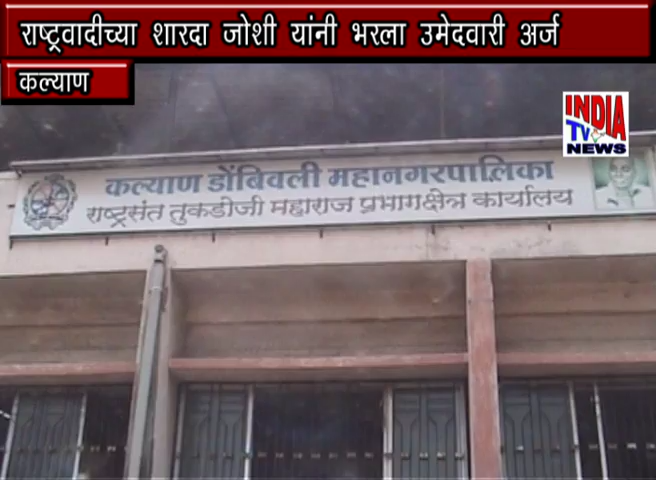 राष्ट्रवादीच्या शारदा जोशी यांनी भरला उमेदवारी अर्ज
कल्याण
INDIA
TV
NEWS
कल्याण डोंबिवली महानगरपालिका
राष्ट्रसंत तुकडोजी महाराज प्रभागक्षेत्र कार्यालय